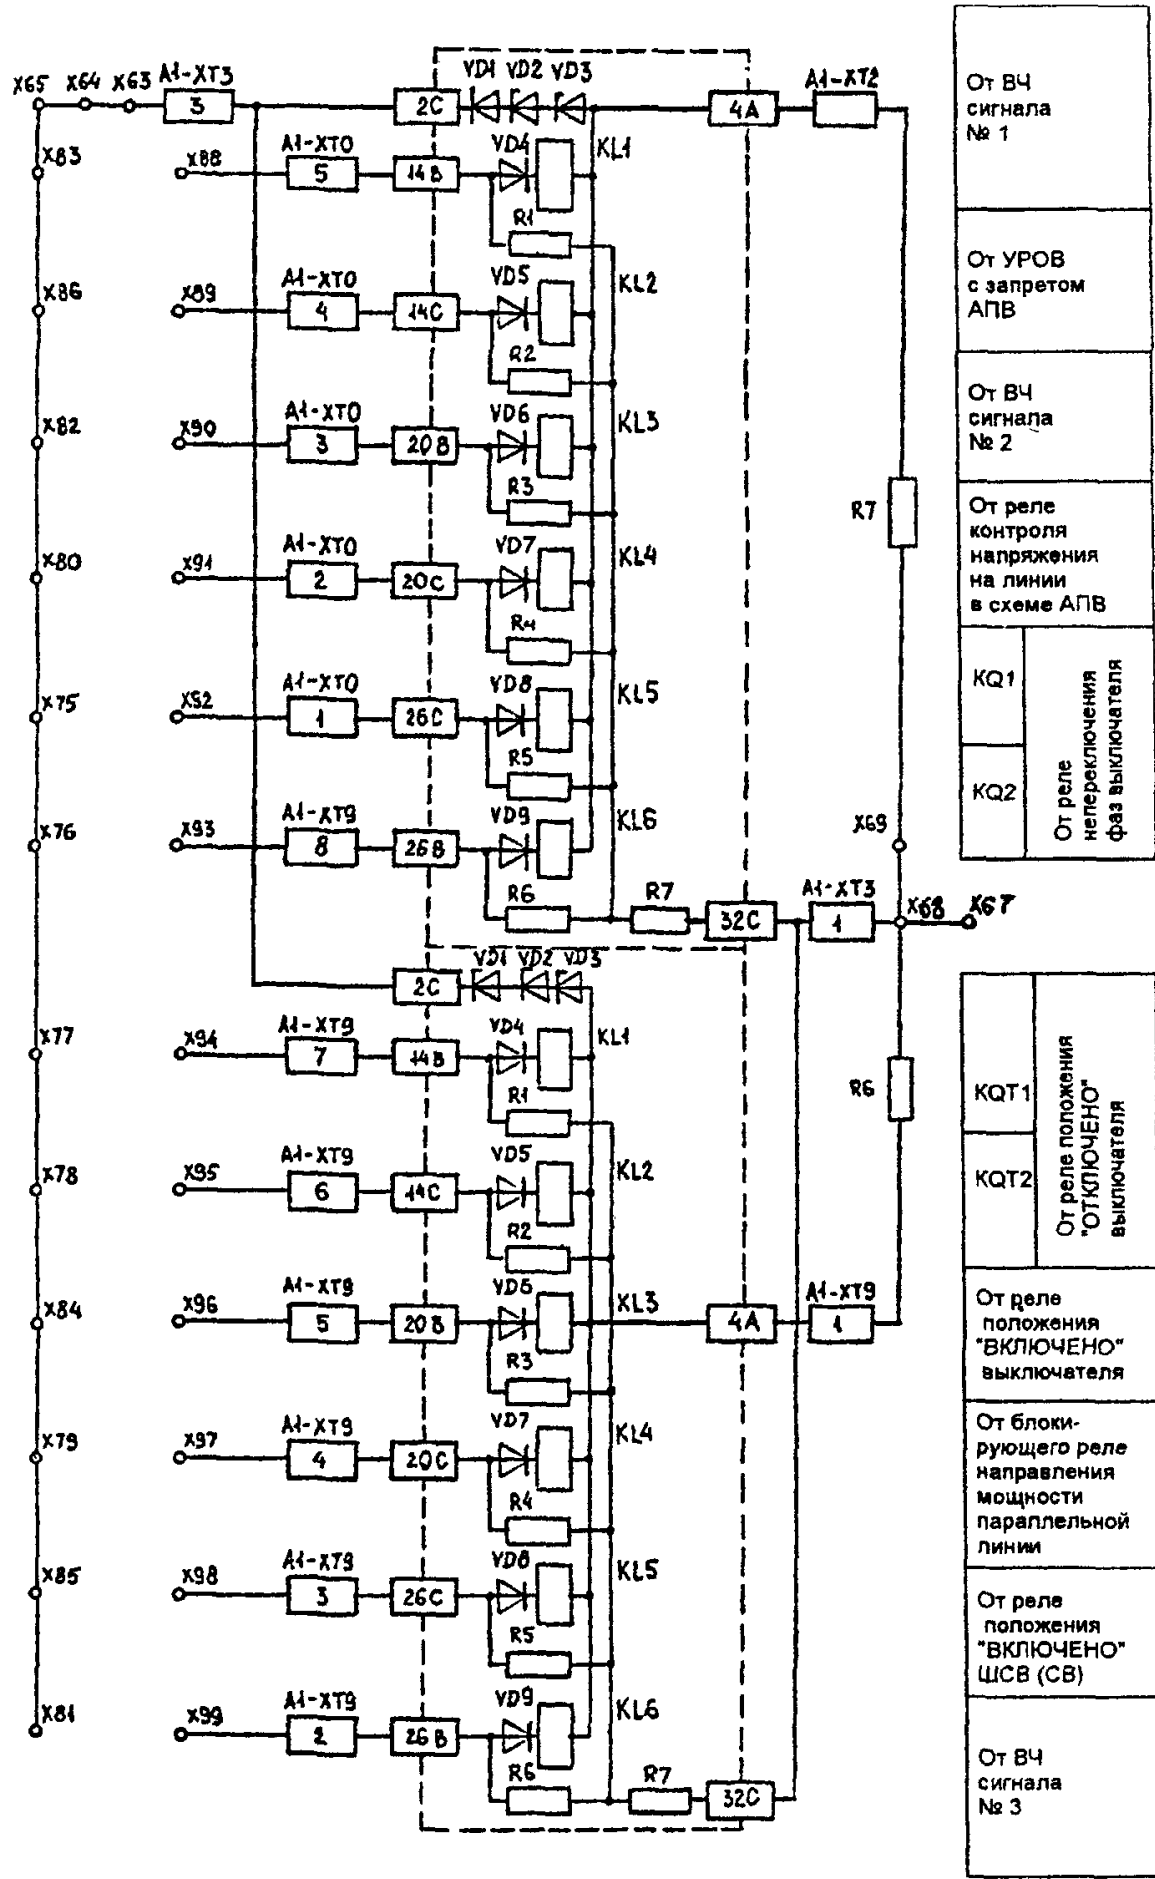 X65 X64 X63 A1-XT3
3
2C
VD1 VD2 VD3
4A
A1-XT2
KL1
X83
X88
A1-XT0
5
14B
VD4
R1
X86
X89
A1-XT0
4
14C
VD5
KL2
R2
X82
X90
A1-XT0
3
20B
VD6
KL3
R3
R7
X80
X91
A1-XT0
2
20C
VD7
KL4
R4
X75
X92
A1-XT0
1
26C
VD8
KL5
R5
X76
X93
A1-XT9
8
26B
VD9
KL6
X69
R6
R7
32C
A1-XT3
1
X68
X67
2C
VD1 VD2 VD3
X77
X94
A1-XT9
7
14B
VD4
KL1
R1
R6
X78
X95
A1-XT9
6
14C
VD5
KL2
R2
X84
X96
A1-XT9
5
20B
VD6
KL3
4A
A1-XT9
1
R3
X79
X97
A1-XT9
4
20C
VD7
KL4
R4
X85
X98
A1-XT9
3
26C
VD8
KL5
R5
X81
X99
A1-XT9
2
26B
VD9
KL6
R6
R7
32C
От ВЧ
сигнала
№ 1
От УРОВ
с запретом
АПВ
От ВЧ
сигнала
№ 2
От реле
контроля
напряжения
на линии
в схеме АПВ
KQ1
KQ2
От реле
непереключения
фаз выключателя
KQT1
KQT2
От реле положения
"ОТКЛЮЧЕНО"
выключателя
От реле
положения
"ВКЛЮЧЕНО"
выключателя
От блоки-
рующего реле
направления
мощности
параллельной
линии
От реле
положения
"ВКЛЮЧЕНО"
ШСВ (СВ)
От ВЧ
сигнала
№ 3